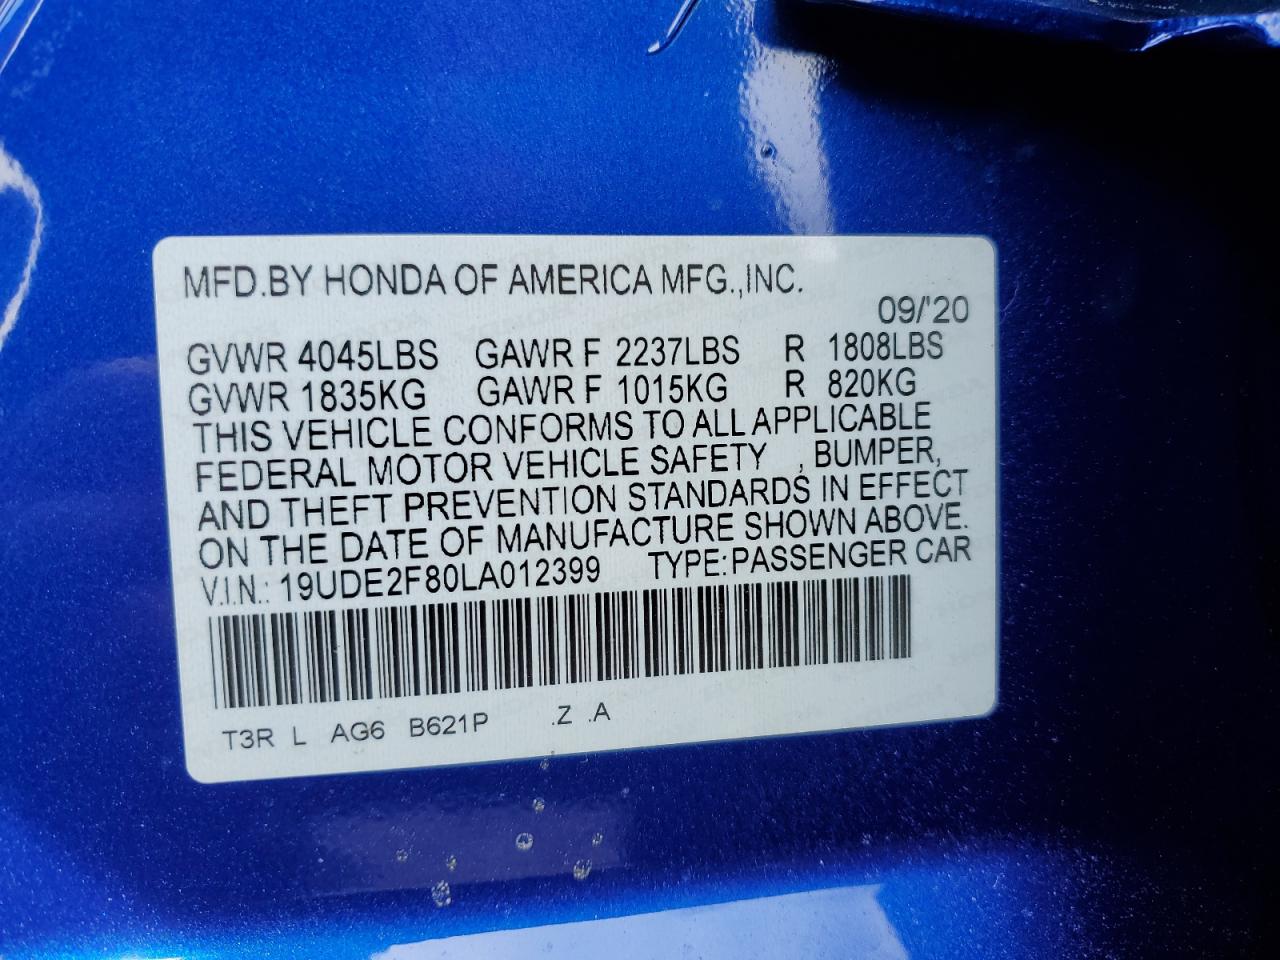 MFD.BY HONDA OF AMERICA MFG.,INC.
09/'20
GVWR 4045LBS GAWR F 2237LBS R 1808LBS
GVWR 1835KG GAWR F 1015KG R 820KG
THIS VEHICLE CONFORMS TO ALL APPLICABLE
FEDERAL MOTOR VEHICLE SAFETY , BUMPER,
AND THEFT PREVENTION STANDARDS IN EFFECT
ON THE DATE OF MANUFACTURE SHOWN ABOVE.
V.I.N.: 19UDE2F80LA012399 TYPE:PASSENGER CAR
T3R L AG6 B621P .Z .A